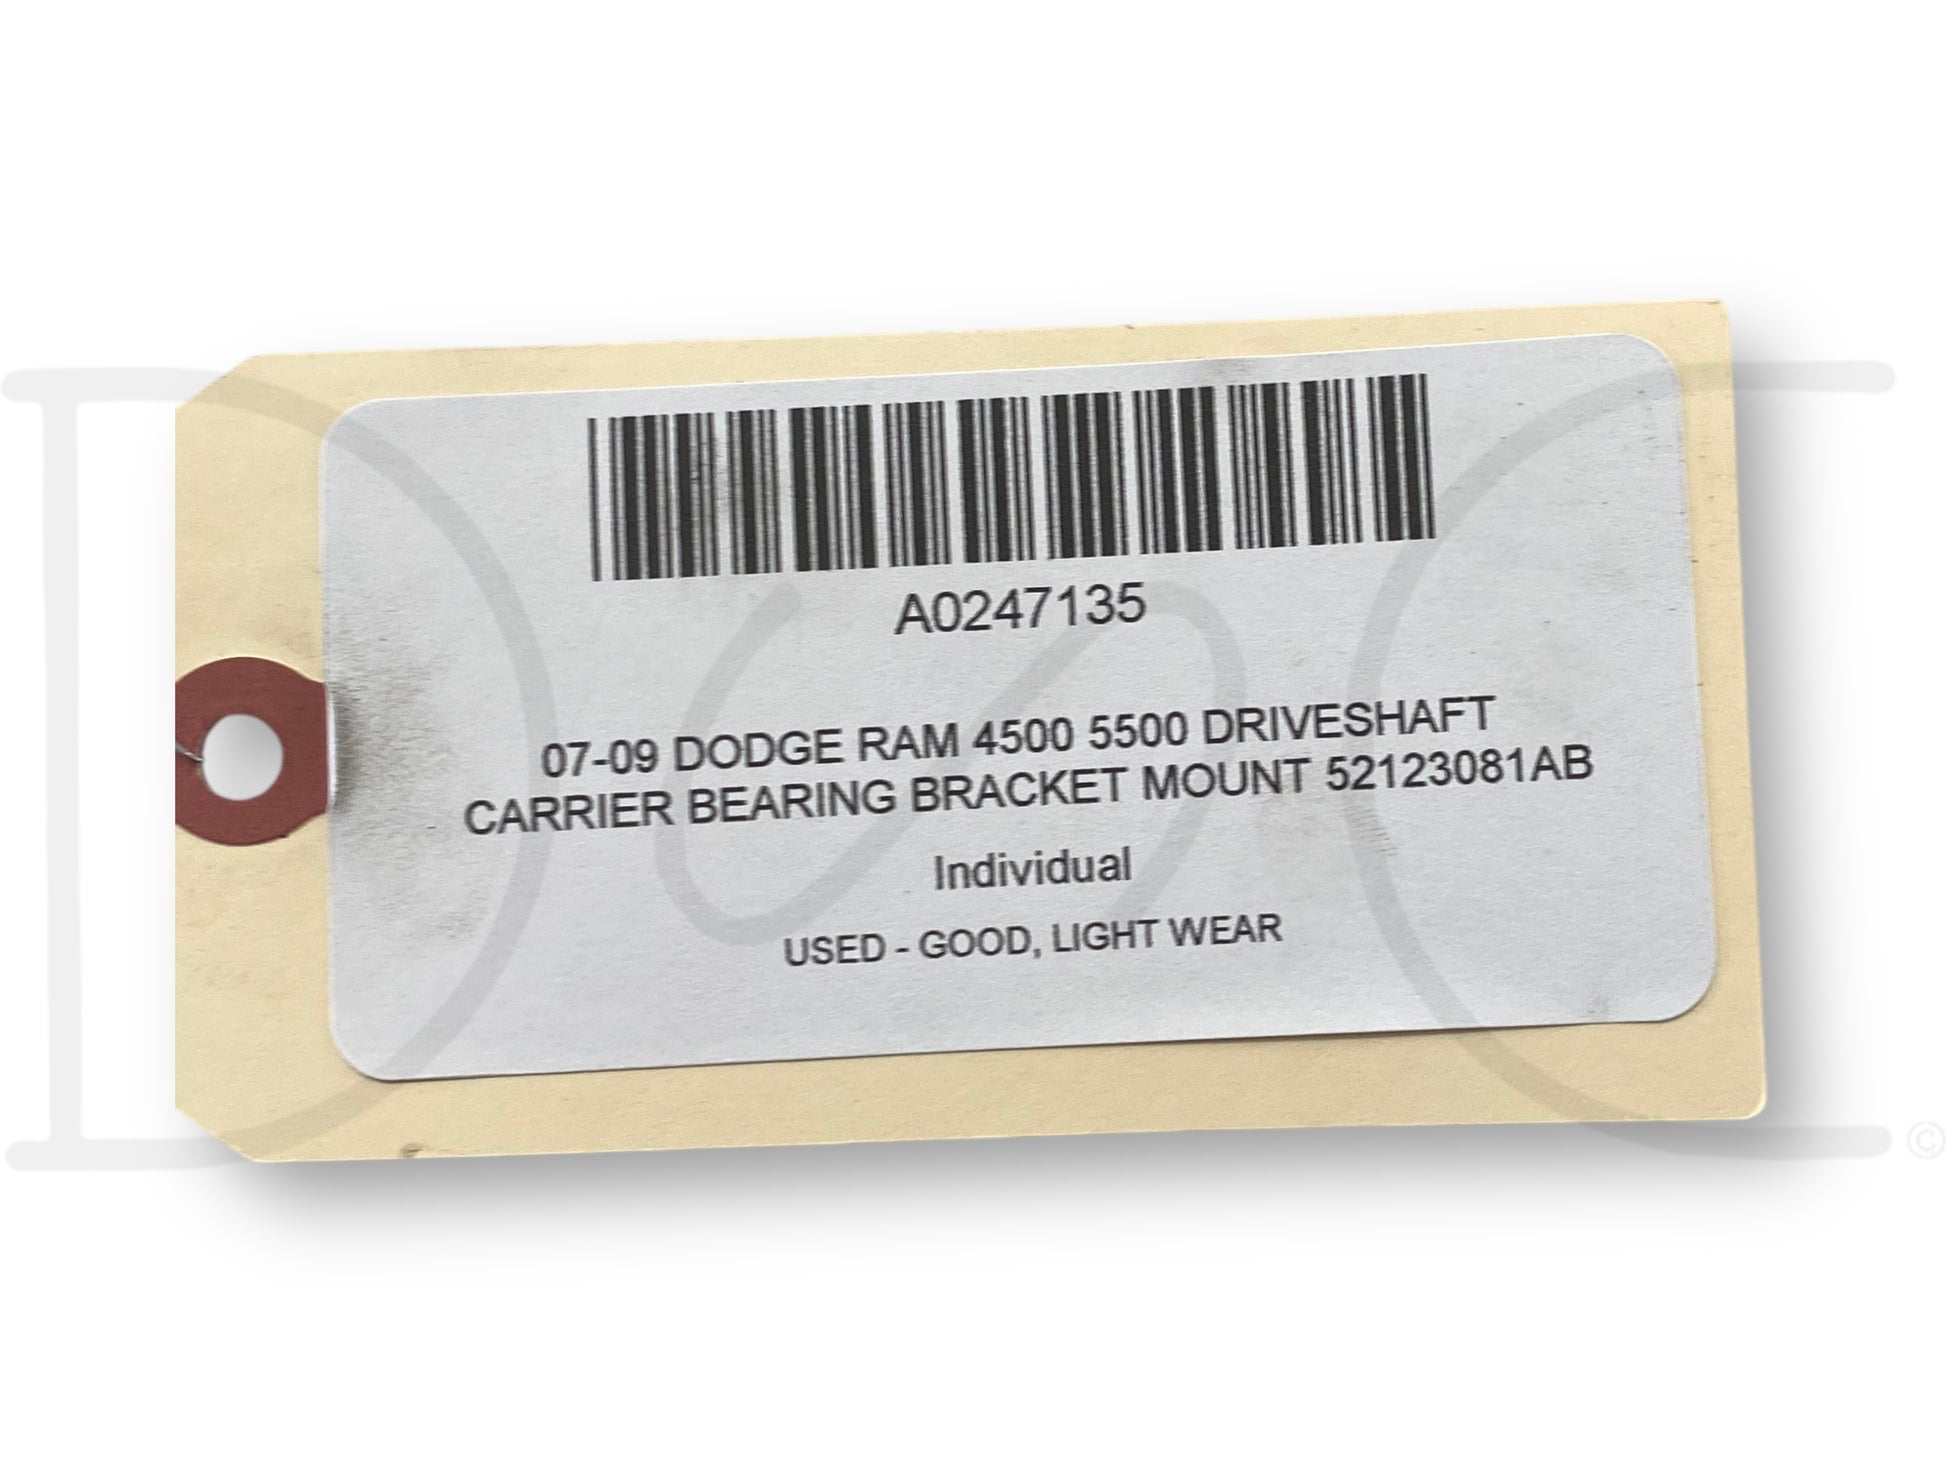 A0247135
07-09 DODGE RAM 4500 5500 DRIVESHAFT
CARRIER BEARING BRACKET MOUNT 52123081AB
Individual
USED - GOOD, LIGHT WEAR
©